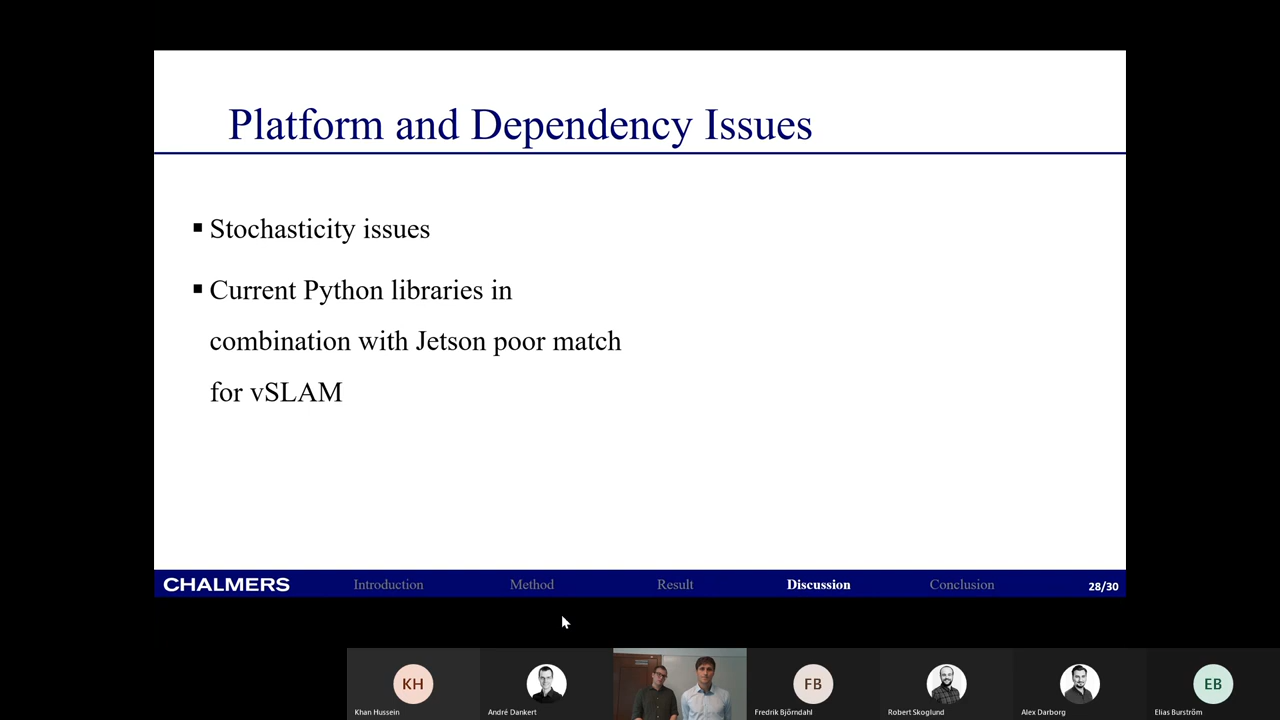 Platform and Dependency Issues
▪ Stochasticity issues
▪ Current Python libraries in
combination with Jetson poor match
for vSLAM
CHALMERS Introduction Method Result Discussion Conclusion 28/30
KH FB EB
Khan Hussein André Dankert Fredrik Björndahl Robert Skoglund Alex Darborg Elias Burström